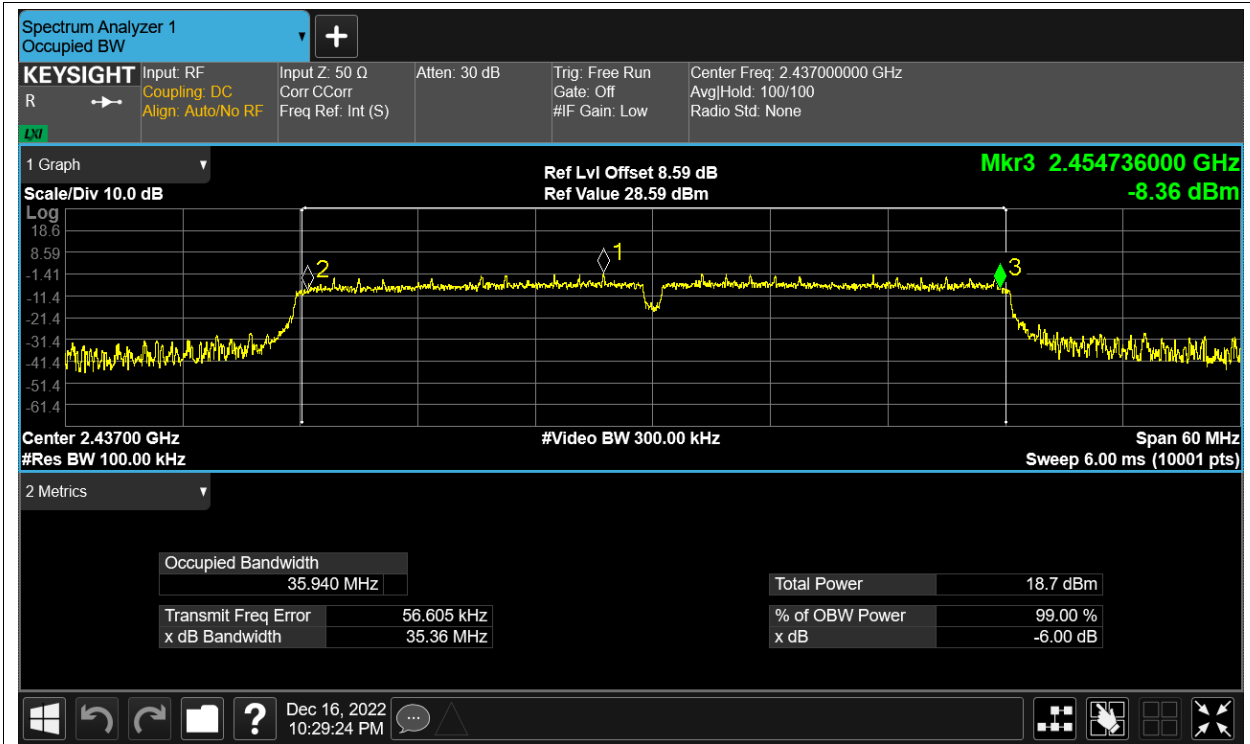 Spectrum Analyzer 1
Occupied BW
+
KEYSIGHT
R
LXI
Input: RF
Coupling: DC
Align: Auto/No RF
Input Z: 50 Ω
Corr CCorr
Freq Ref: Int (S)
Atten: 30 dB
Trig: Free Run
Gate: Off
#IF Gain: Low
Center Freq: 2.437000000 GHz
Avg|Hold: 100/100
Radio Std: None
1 Graph
Scale/Div 10.0 dB
Ref Lvl Offset 8.59 dB
Ref Value 28.59 dBm
Mkr3 2.454736000 GHz
-8.36 dBm
Log
18.6
8.59
-1.41
-11.4
-21.4
-31.4
-41.4
-51.4
-61.4
2
1
3
Center 2.43700 GHz
#Res BW 100.00 kHz
#Video BW 300.00 kHz
Span 60 MHz
Sweep 6.00 ms (10001 pts)
2 Metrics
Occupied Bandwidth
35.940 MHz
Transmit Freq Error 56.605 kHz
x dB Bandwidth 35.36 MHz
Total Power 18.7 dBm
% of OBW Power 99.00 %
x dB -6.00 dB
?
Dec 16, 2022
10:29:24 PM